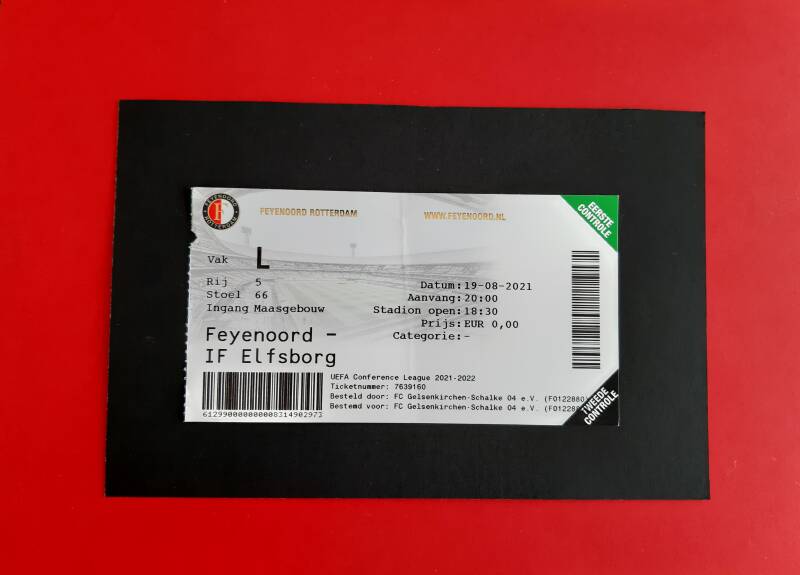 FEYENOORD ROTTERDAM
FEYENOORD ROTTERDAM
WWW.FEYENOORD.NL
EERSTE
CONTROLE
Vak L
Rij 5
Stoel 66
Ingang Maasgebouw
Datum: 19-08-2021
Aanvang: 20:00
Stadion open: 18:30
Prijs: EUR 0,00
Categorie: -
Feyenoord -
IF Elfsborg
UEFA Conference League 2021-2022
Ticketnummer: 7639160
Besteld door: FC Gelsenkirchen-Schalke 04 e.V. (F0122880)
Bestemd voor: FC Gelsenkirchen-Schalke 04 e.V.
61299000000008314902973
TWEEDE
CONTROLE